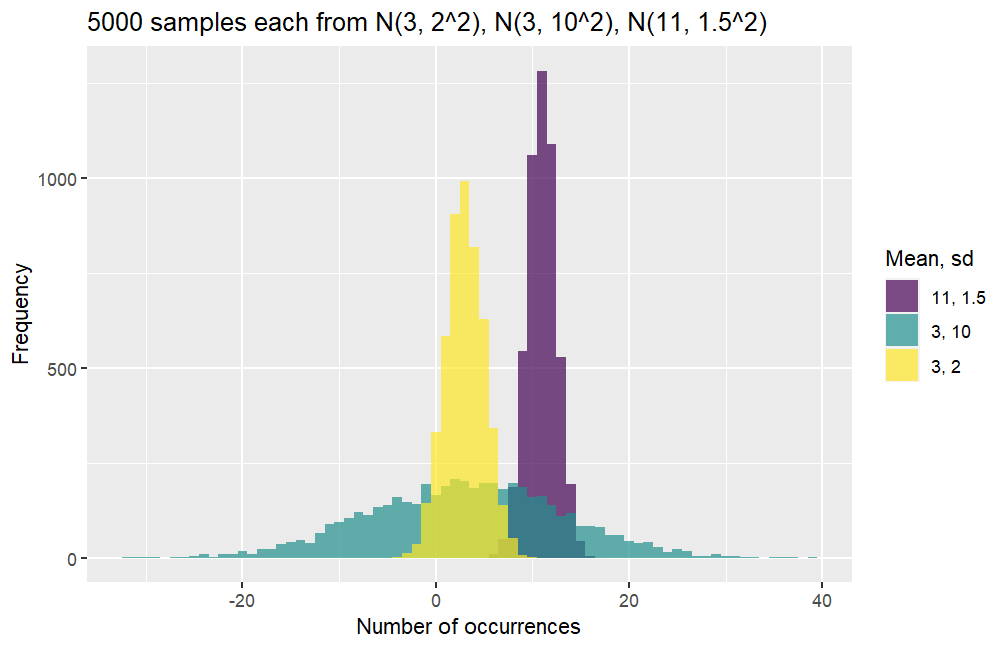 5000 samples each from N(3, 2^2), N(3, 10^2), N(11, 1.5^2)
Frequency
1000
500
0
-20
0
20
40
Number of occurrences
Mean, sd
11, 1.5
3, 10
3, 2